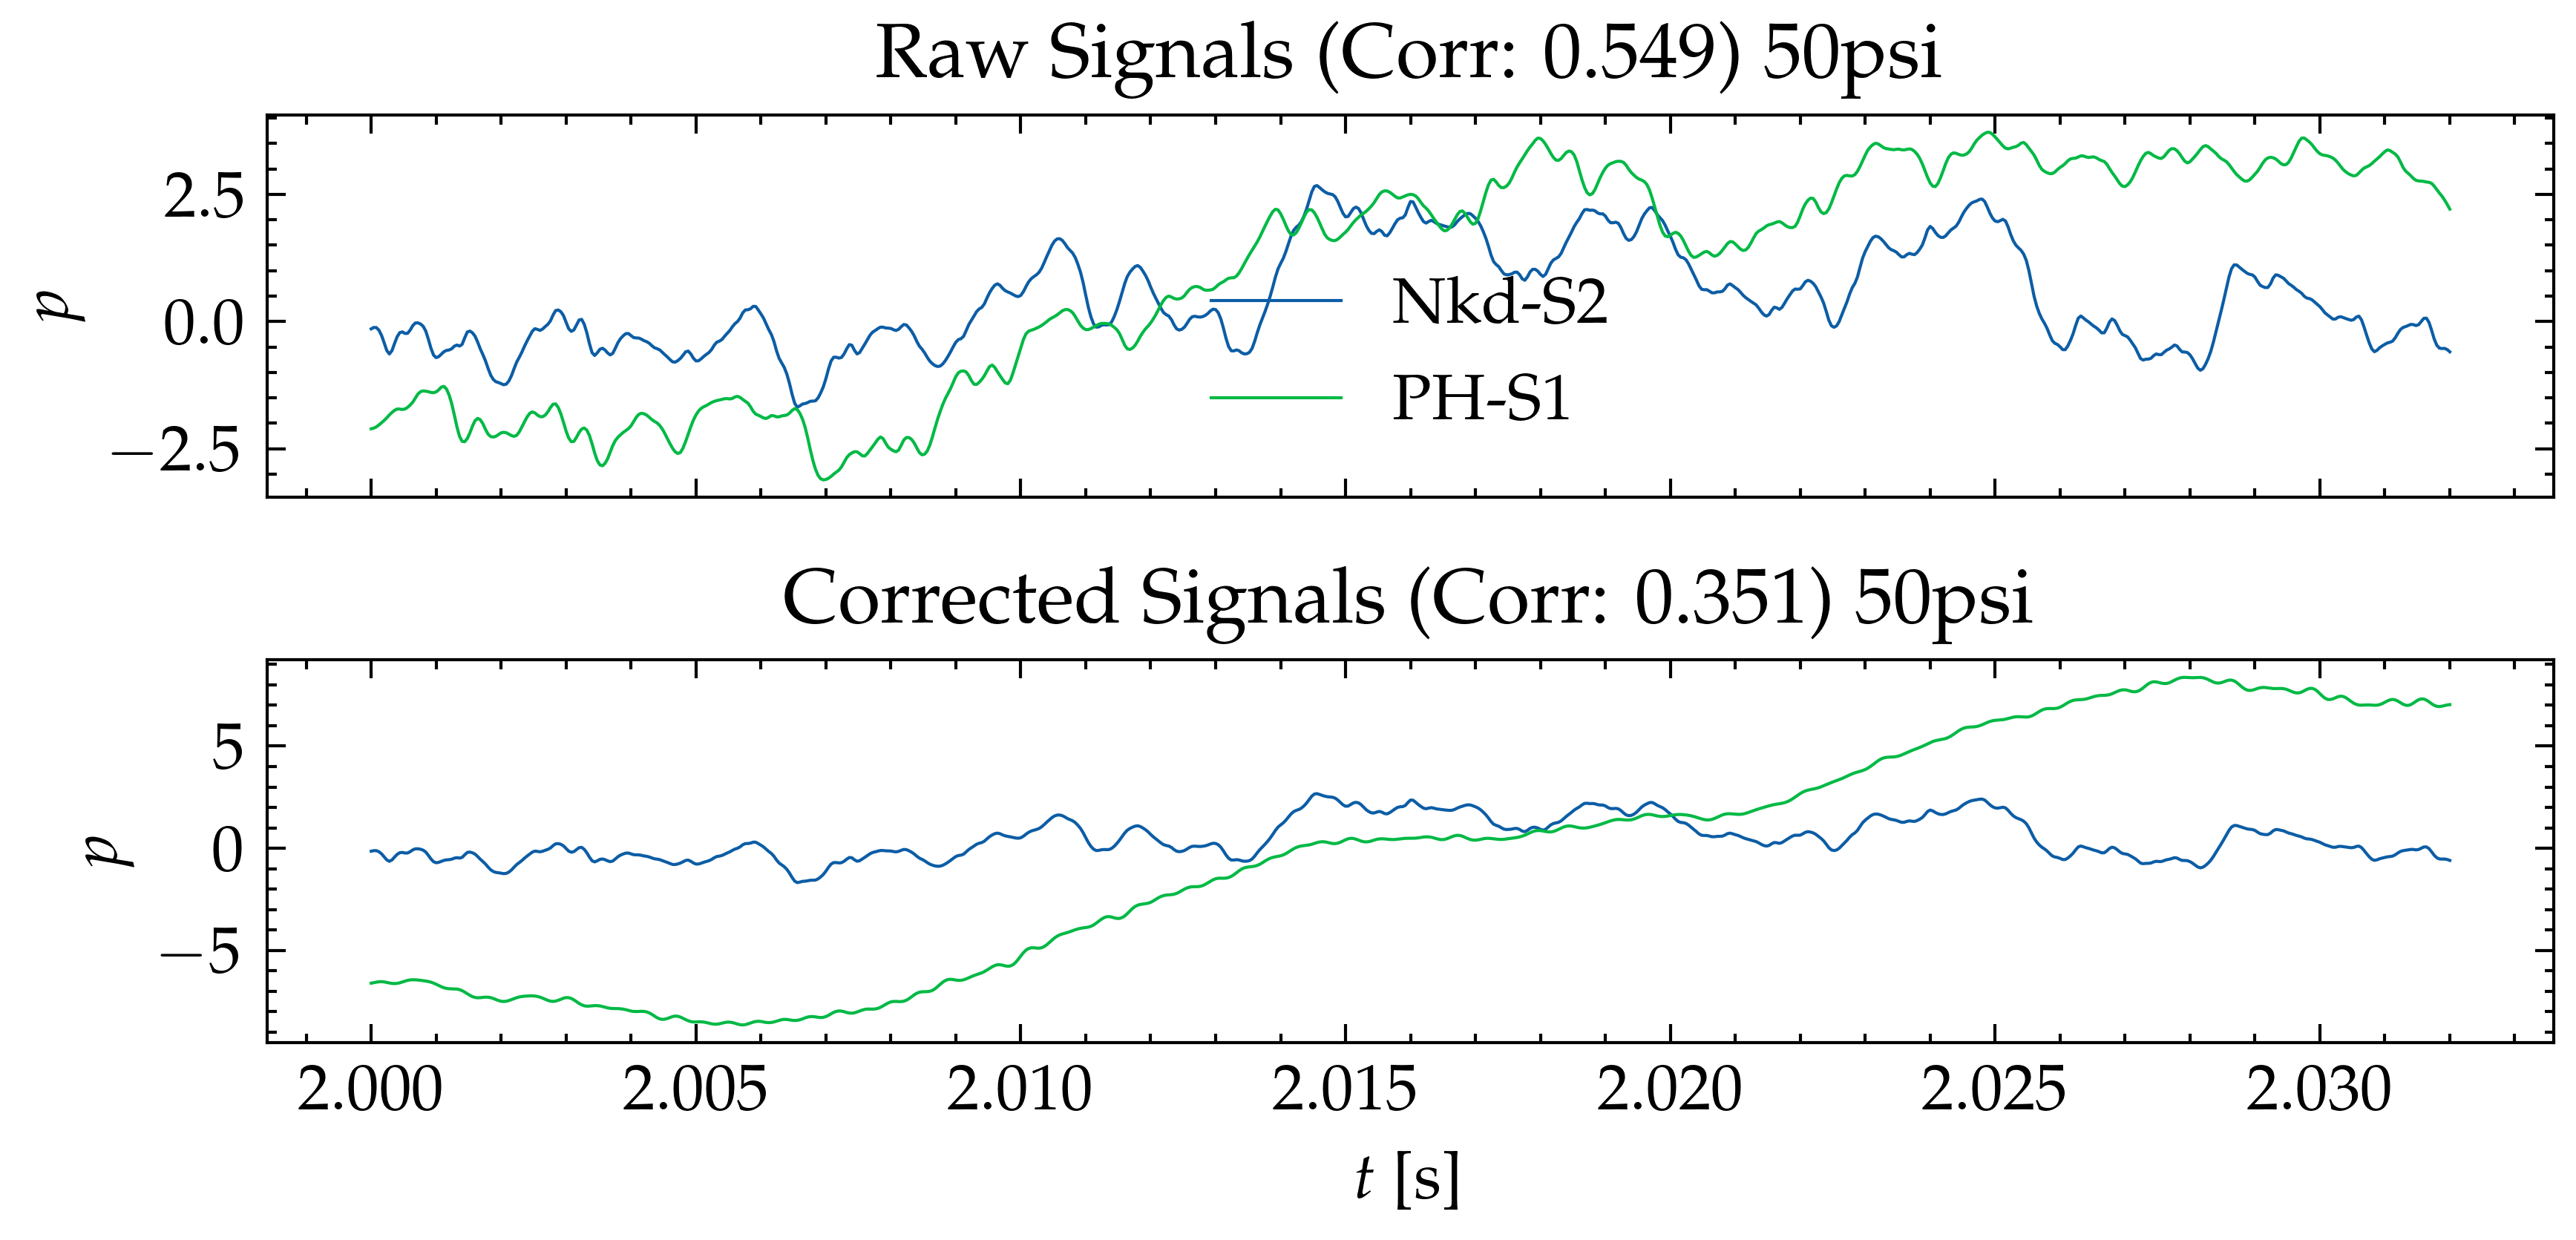 Raw Signals (Corr: 0.549) 50psi
2.5
0.0
−2.5
p
Nkd-S2
PH-S1
Corrected Signals (Corr: 0.351) 50psi
5
0
−5
p
2.000 2.005 2.010 2.015 2.020 2.025 2.030
t [s]